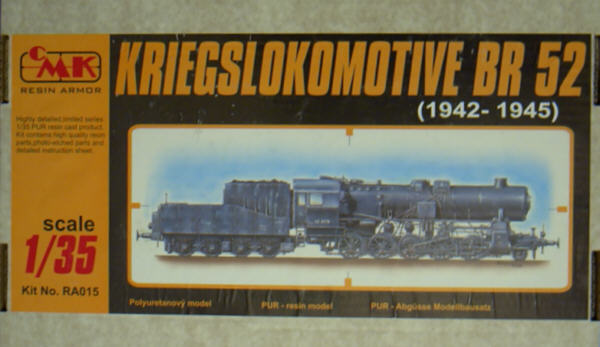 CMK
RESIN ARMOR
Highly detailed,limited series
1/35 PUR resin cast product.
Kit contains high quality resin
parts,photo-etched parts and
detailed instruction sheet.
scale
1/35
Kit No. RA015
KRIEGSLOKOMOTIVE BR 52
(1942- 1945)
Polyuretanový model
PUR - resin model
PUR - Abgüsse Modellbausatz